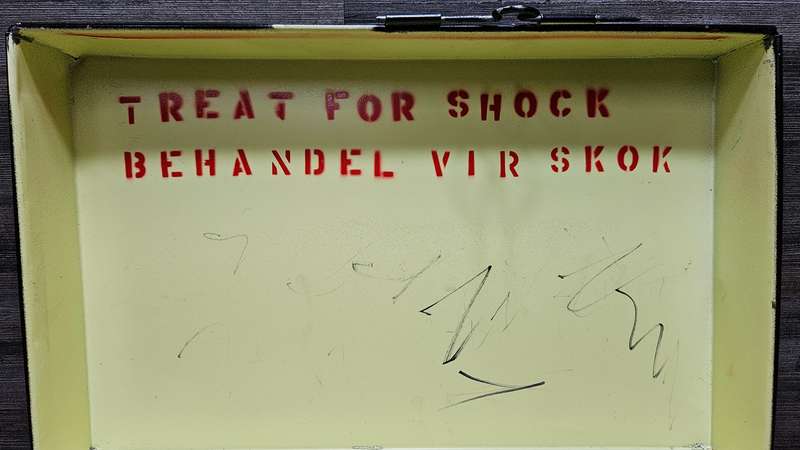 TREAT FOR SHOCK
BEHANDEL VIR SKOK